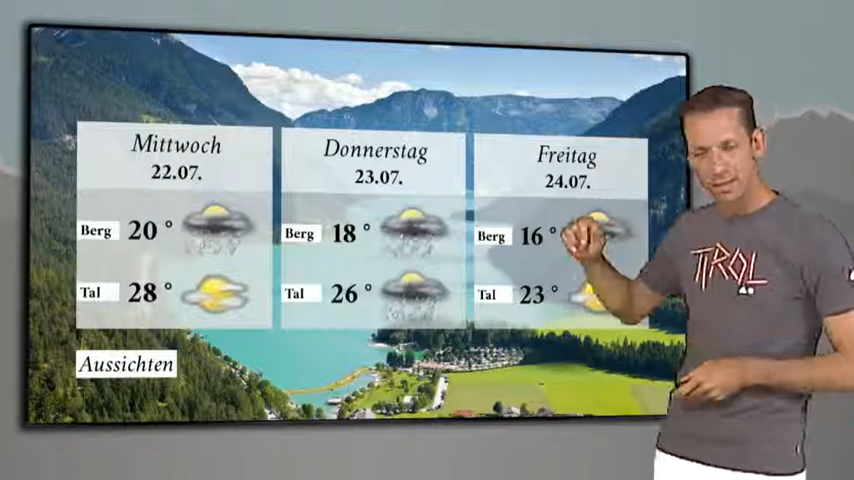 Mittwoch
22.07.
Berg 20 °
Tal 28 °
Donnerstag
23.07.
Berg 18 °
Tal 26 °
Freitag
24.07.
Berg 16 °
Tal 23 °
Aussichten
TIROL